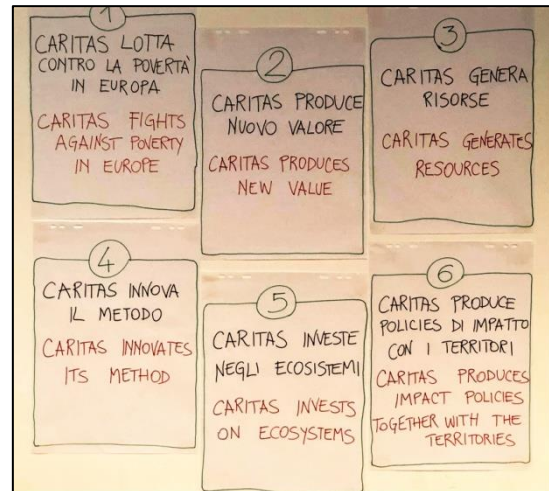 1
CARITAS LOTTA
CONTRO LA POVERTÀ
IN EUROPA
CARITAS FIGHTS
AGAINST POVERTY
IN EUROPE
2
CARITAS PRODUCE
NUOVO VALORE
CARITAS PRODUCES
NEW VALUE
3
CARITAS GENERA
RISORSE
CARITAS GENERATES
RESOURCES
4
CARITAS INNOVA
IL METODO
CARITAS INNOVATES
ITS METHOD
5
CARITAS INVESTE
NEGLI ECOSISTEMI
CARITAS INVESTS
ON ECOSYSTEMS
6
CARITAS PRODUCE
POLICIES DI IMPATTO
CON I TERRITORI
CARITAS PRODUCES
IMPACT POLICIES
TOGETHER WITH THE
TERRITORIES